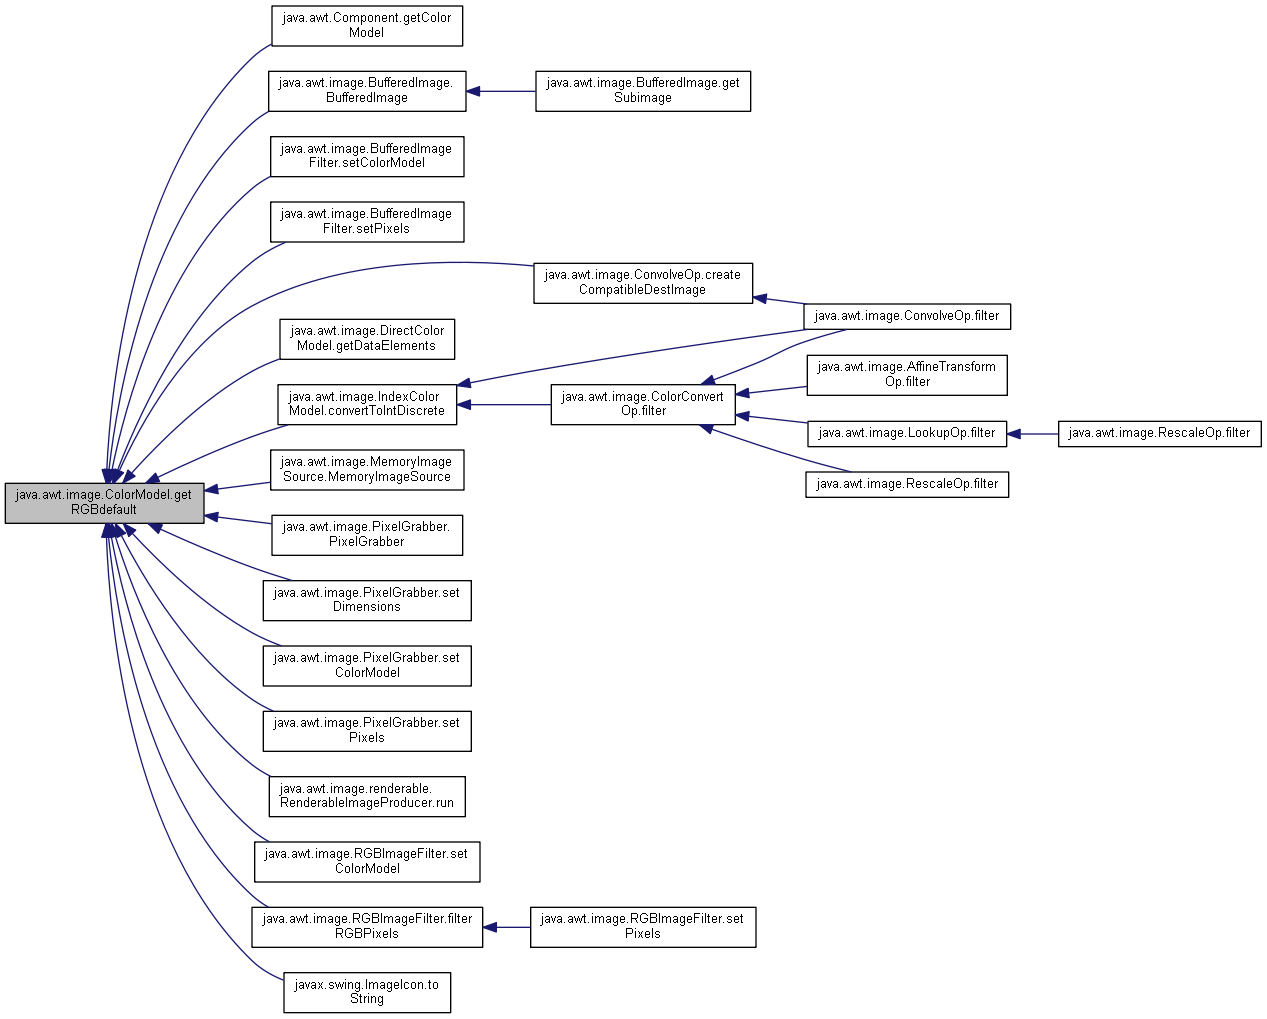 java.awt.Component.getColor
Model
java.awt.image.BufferedImage.
BufferedImage
java.awt.image.BufferedImage.get
Subimage
java.awt.image.BufferedImage
Filter.setColorModel
java.awt.image.BufferedImage
Filter.setPixels
java.awt.image.ConvolveOp.create
CompatibleDestImage
java.awt.image.ConvolveOp.filter
java.awt.image.DirectColor
Model.getDataElements
java.awt.image.AffineTransform
Op.filter
java.awt.image.IndexColor
Model.convertToIntDiscrete
java.awt.image.ColorConvert
Op.filter
java.awt.image.LookupOp.filter
java.awt.image.RescaleOp.filter
java.awt.image.MemoryImage
Source.MemoryImageSource
java.awt.image.RescaleOp.filter
java.awt.image.ColorModel.get
RGBdefault
java.awt.image.PixelGrabber.
PixelGrabber
java.awt.image.PixelGrabber.set
Dimensions
java.awt.image.PixelGrabber.set
ColorModel
java.awt.image.PixelGrabber.set
Pixels
java.awt.image.renderable.
RenderableImageProducer.run
java.awt.image.RGBImageFilter.set
ColorModel
java.awt.image.RGBImageFilter.filter
RGBPixels
java.awt.image.RGBImageFilter.set
Pixels
javax.swing.ImageIcon.to
String